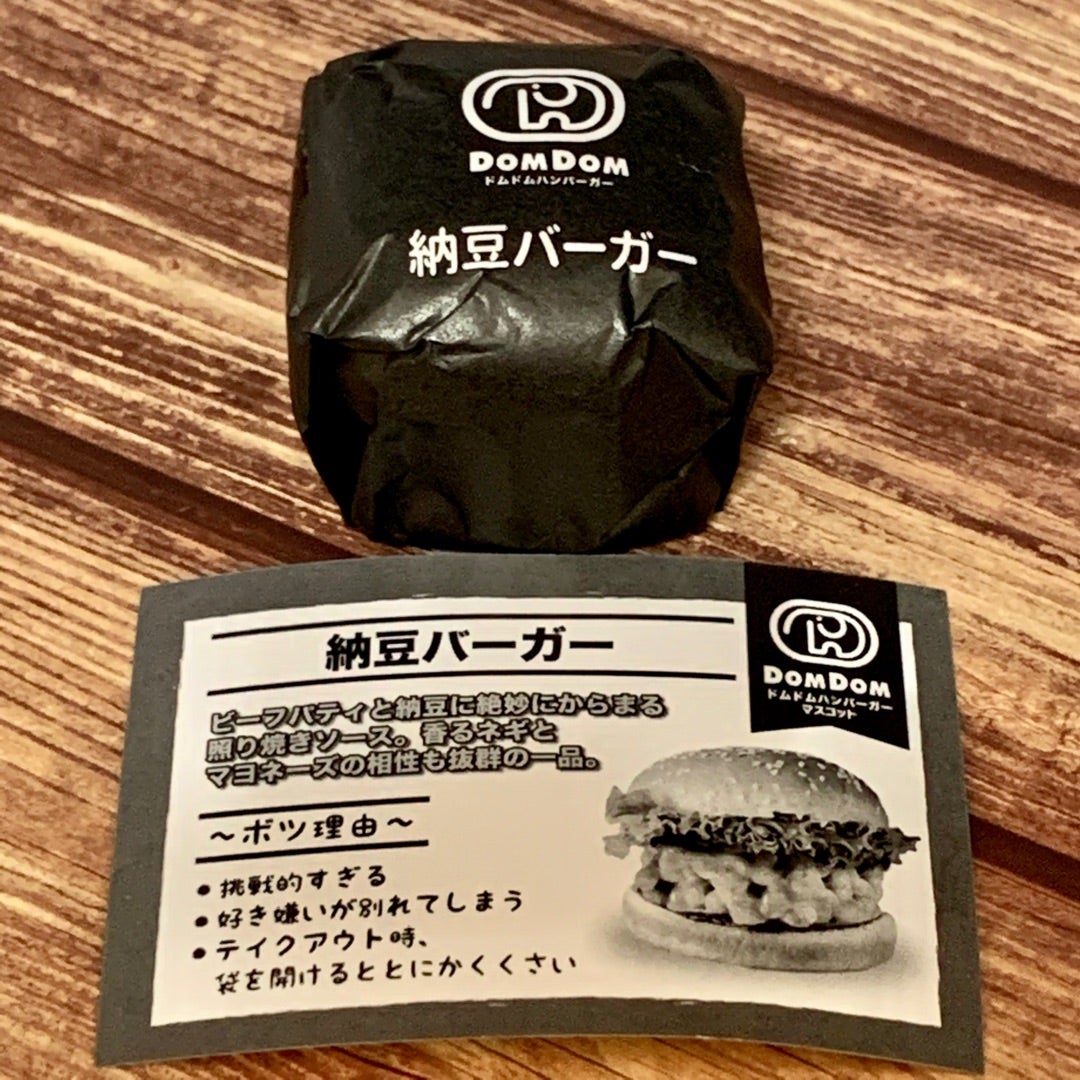 DOMDOM
ドムドムハンバーガー
納豆バーガー
納豆バーガー
DOMDOM
ドムドムハンバーガー
マスコット
ビーフパティと納豆に絶妙にからまる
照り焼きソース。香るネギと
マヨネーズの相性も抜群の一品。
～ボツ理由～
•挑戦的すぎる
•好き嫌いが別れてしまう
•テイクアウト時、
袋を開けるととにかくくさい